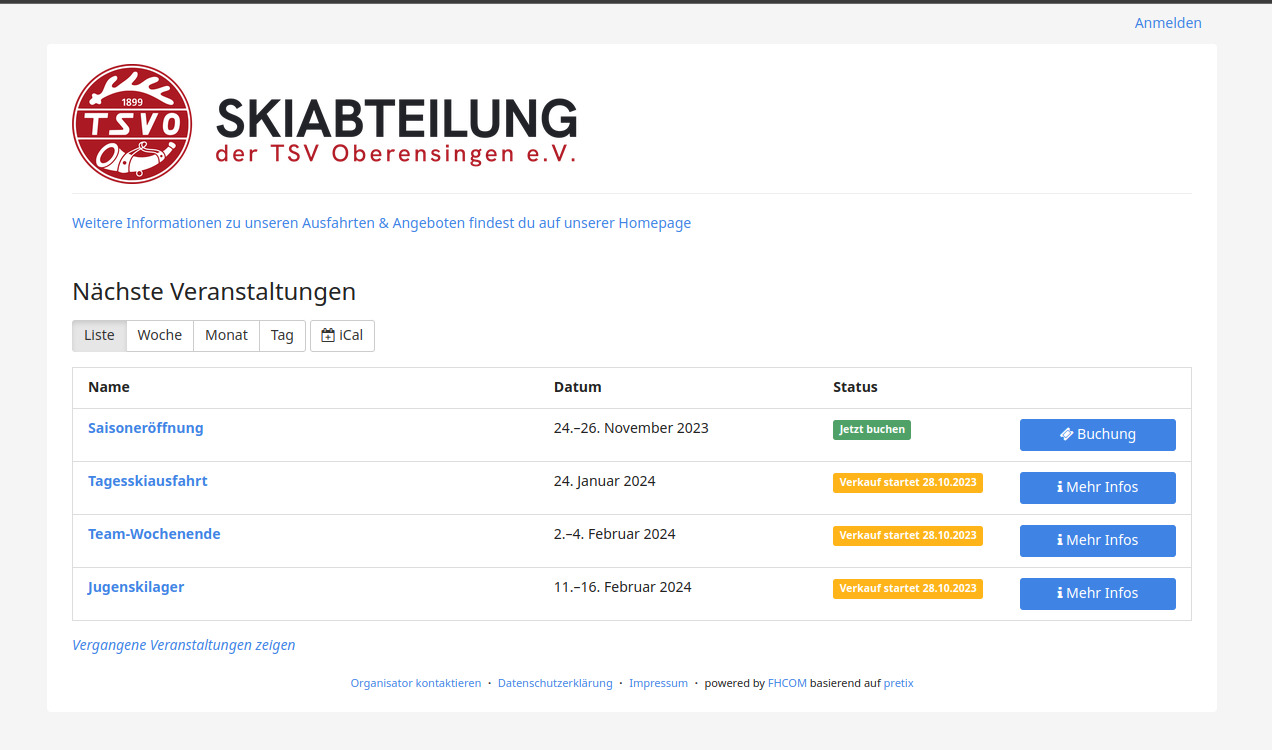 Anmelden
1899
TSVO
SKIABTEILUNG
der TSV Oberensingen e.V.
Weitere Informationen zu unseren Ausfahrten & Angeboten findest du auf unserer Homepage
Nächste Veranstaltungen
Liste Woche Monat Tag iCal
Name Datum Status
Saisoneröffnung 24.–26. November 2023 Jetzt buchen Buchung
Tagesskiausfahrt 24. Januar 2024 Verkauf startet 28.10.2023 Mehr Infos
Team-Wochenende 2.–4. Februar 2024 Verkauf startet 28.10.2023 Mehr Infos
Jugenskilager 11.–16. Februar 2024 Verkauf startet 28.10.2023 Mehr Infos
Vergangene Veranstaltungen zeigen
Organisator kontaktieren · Datenschutzerklärung · Impressum · powered by FHCOM basierend auf pretix